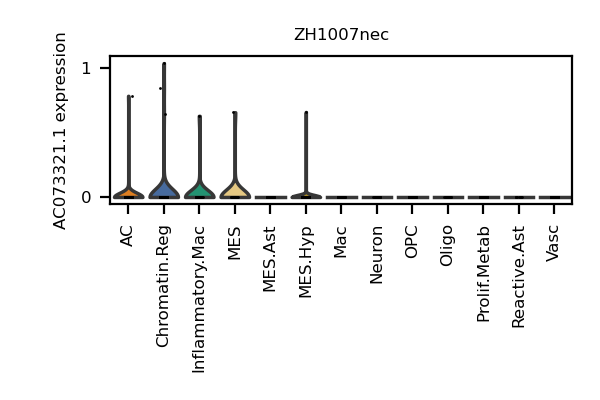 ZH1007nec
AC073321.1 expression
1
0
AC
Chromatin.Reg
Inflammatory.Mac
MES
MES.Ast
MES.Hyp
Mac
Neuron
OPC
Oligo
Prolif.Metab
Reactive.Ast
Vasc